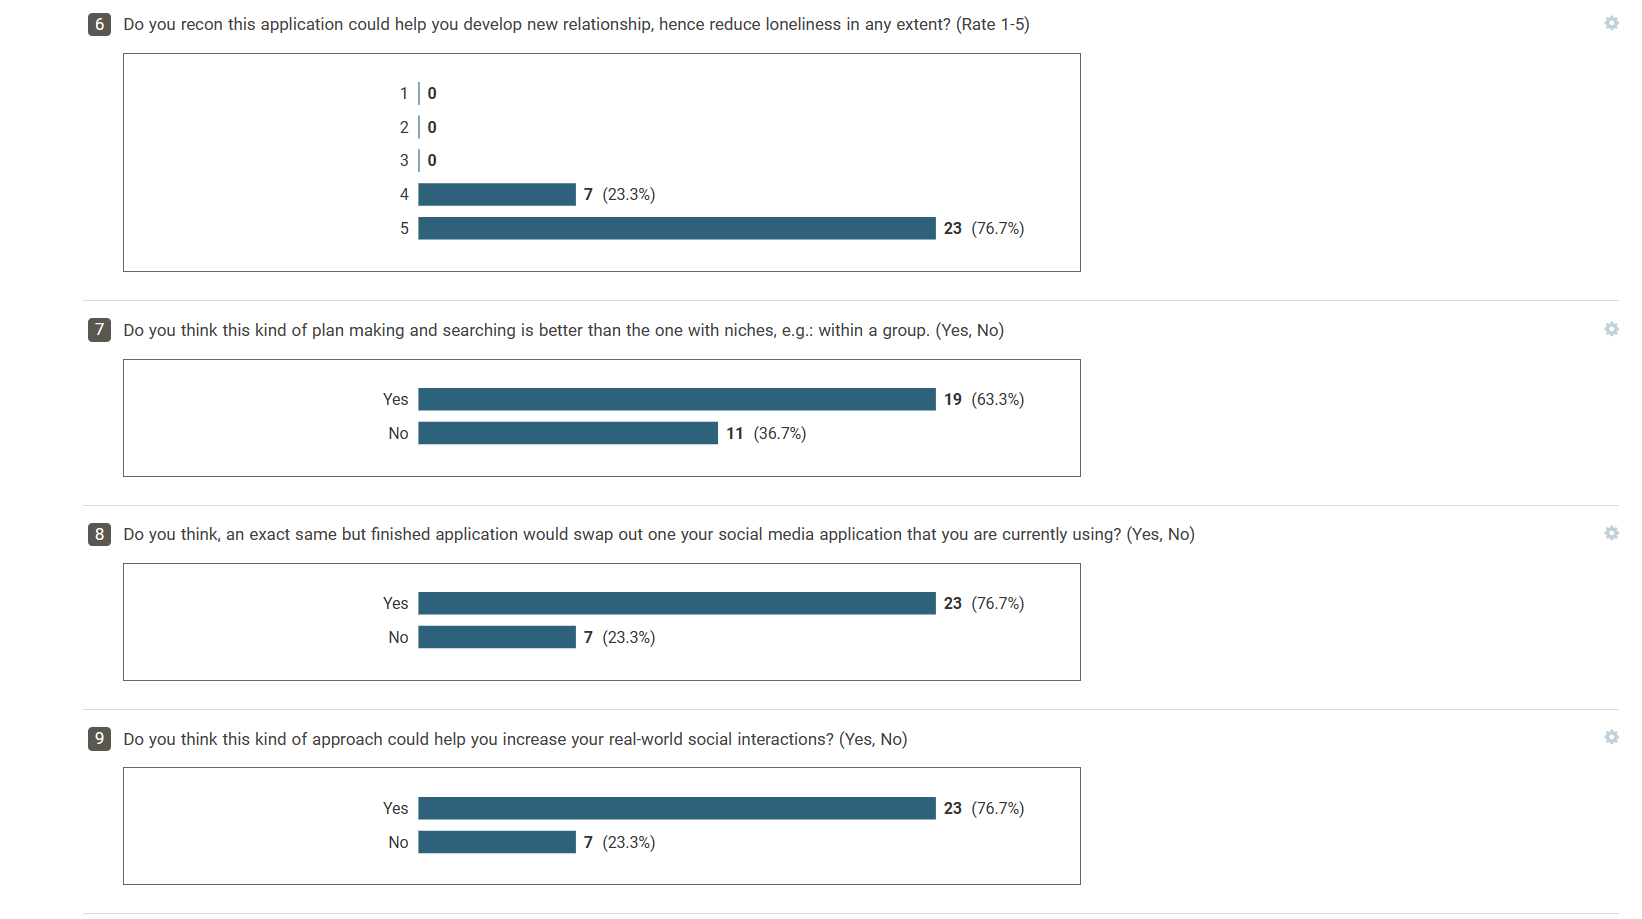 6 Do you recon this application could help you develop new relationship, hence reduce loneliness in any extent? (Rate 1-5)
1 0
2 0
3 0
4 7 (23.3%)
5 23 (76.7%)
7 Do you think this kind of plan making and searching is better than the one with niches, e.g.: within a group. (Yes, No)
Yes 19 (63.3%)
No 11 (36.7%)
8 Do you think, an exact same but finished application would swap out one your social media application that you are currently using? (Yes, No)
Yes 23 (76.7%)
No 7 (23.3%)
9 Do you think this kind of approach could help you increase your real-world social interactions? (Yes, No)
Yes 23 (76.7%)
No 7 (23.3%)